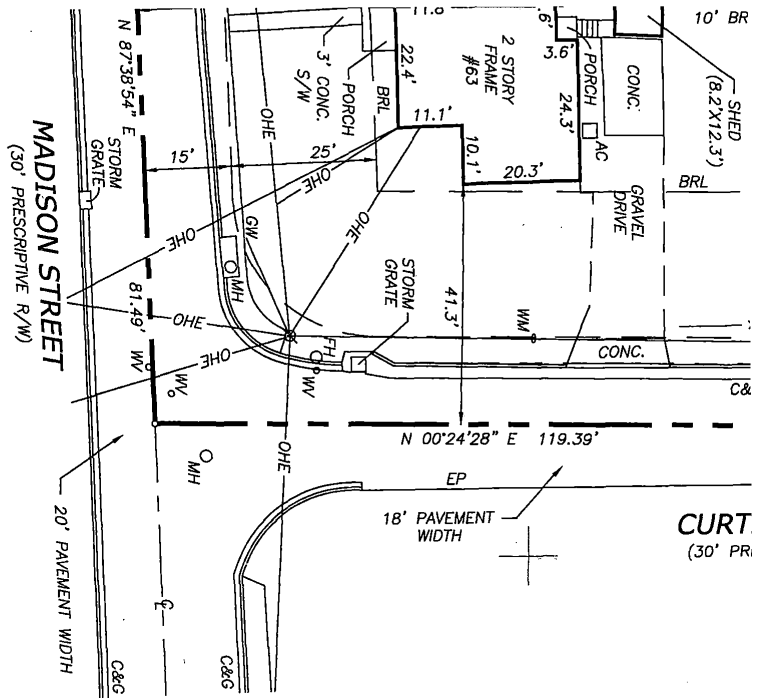 11.8'
.6'
10' BR
SHED
(8.2'X12.3')
N 87°38'54" E
3' CONC.
S/W
PORCH
BRL
22.4'
2 STORY
FRAME
#63
3.6'
PORCH
CONC.
24.3'
AC
OHE
11.1'
10.1'
20.3'
BRL
GRAVEL
DRIVE
MADISON STREET
(30' PRESCRIPTIVE R/W)
STORM
GRATE
15'
25'
OHE
OHE
OHE
OHE
GW
MH
STORM
GRATE
41.3'
WM
81.49'
OHE
OHE
FH
WV
CONC.
WV
WV
C&
N 00°24'28" E 119.39'
MH
OHE
EP
18' PAVEMENT
WIDTH
CURT
(30' PR
20' PAVEMENT WIDTH
CL
C&G
C&G